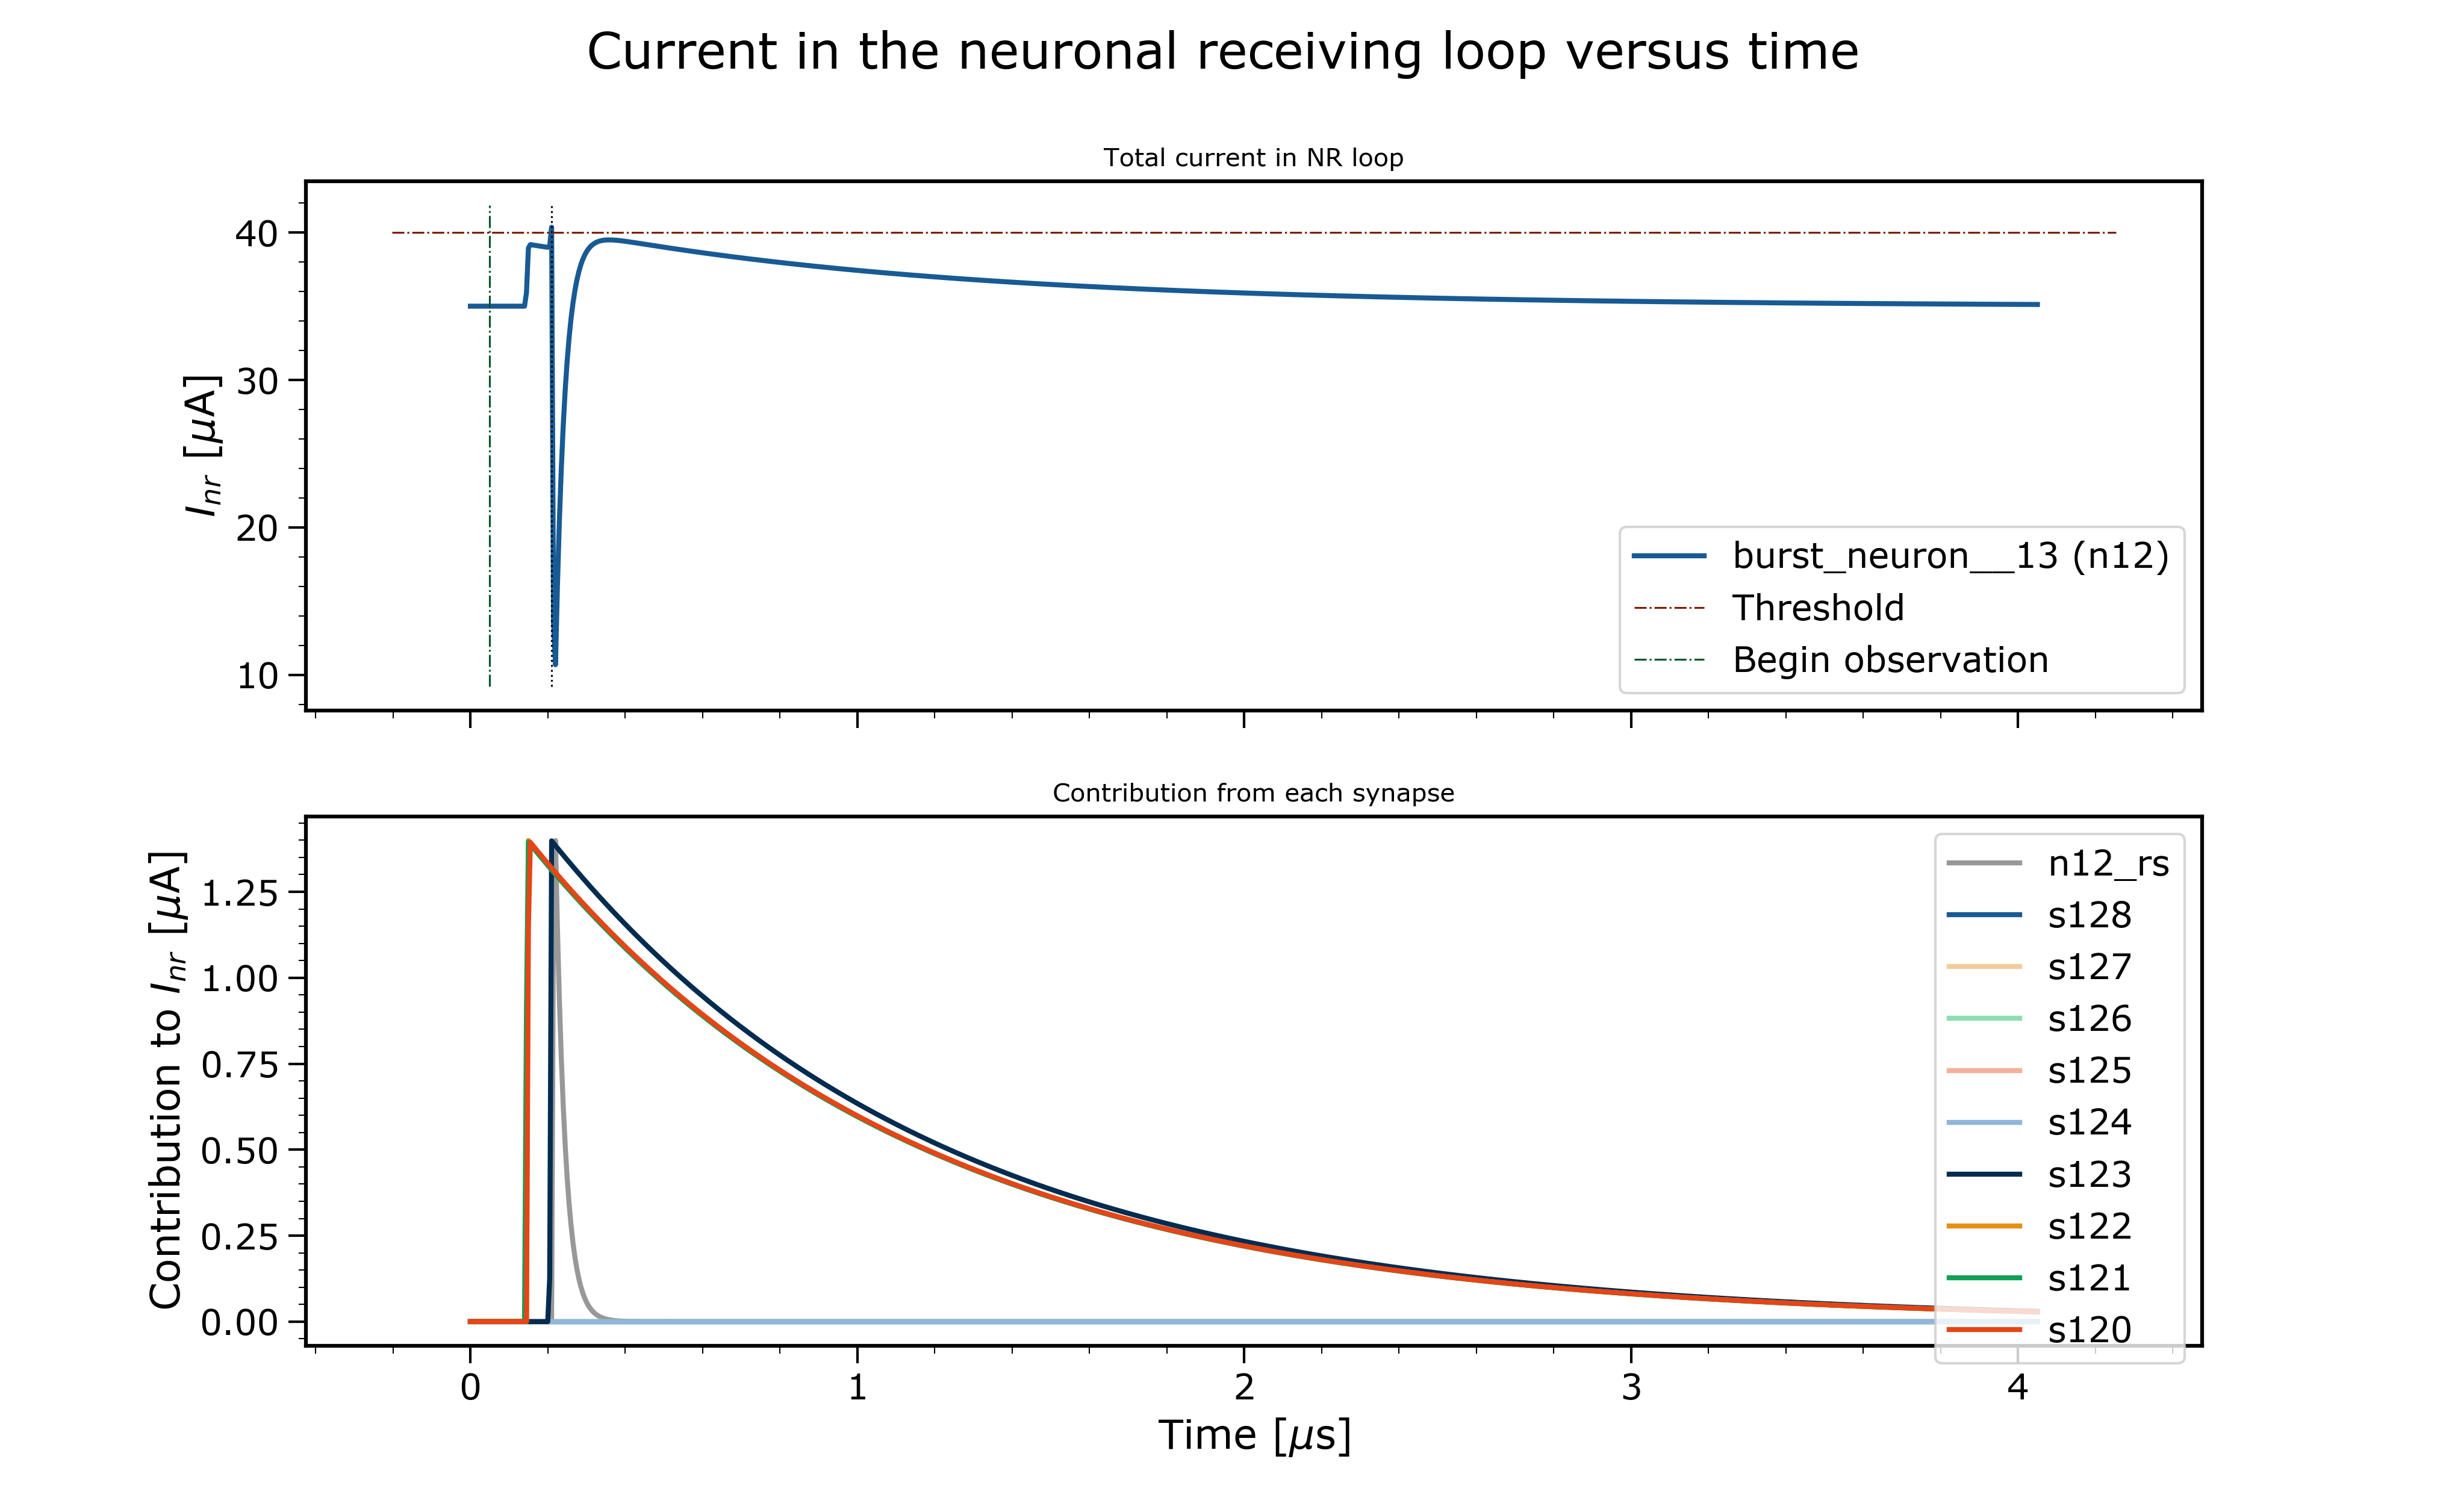 Current in the neuronal receiving loop versus time
Total current in NR loop
40
30
20
10
I_nr [μA]
burst_neuron__13 (n12)
Threshold
Begin observation
Contribution from each synapse
1.25
1.00
0.75
0.50
0.25
0.00
Contribution to I_nr [μA]
n12_rs
s128
s127
s126
s125
s124
s123
s122
s121
s120
0 1 2 3 4
Time [μs]